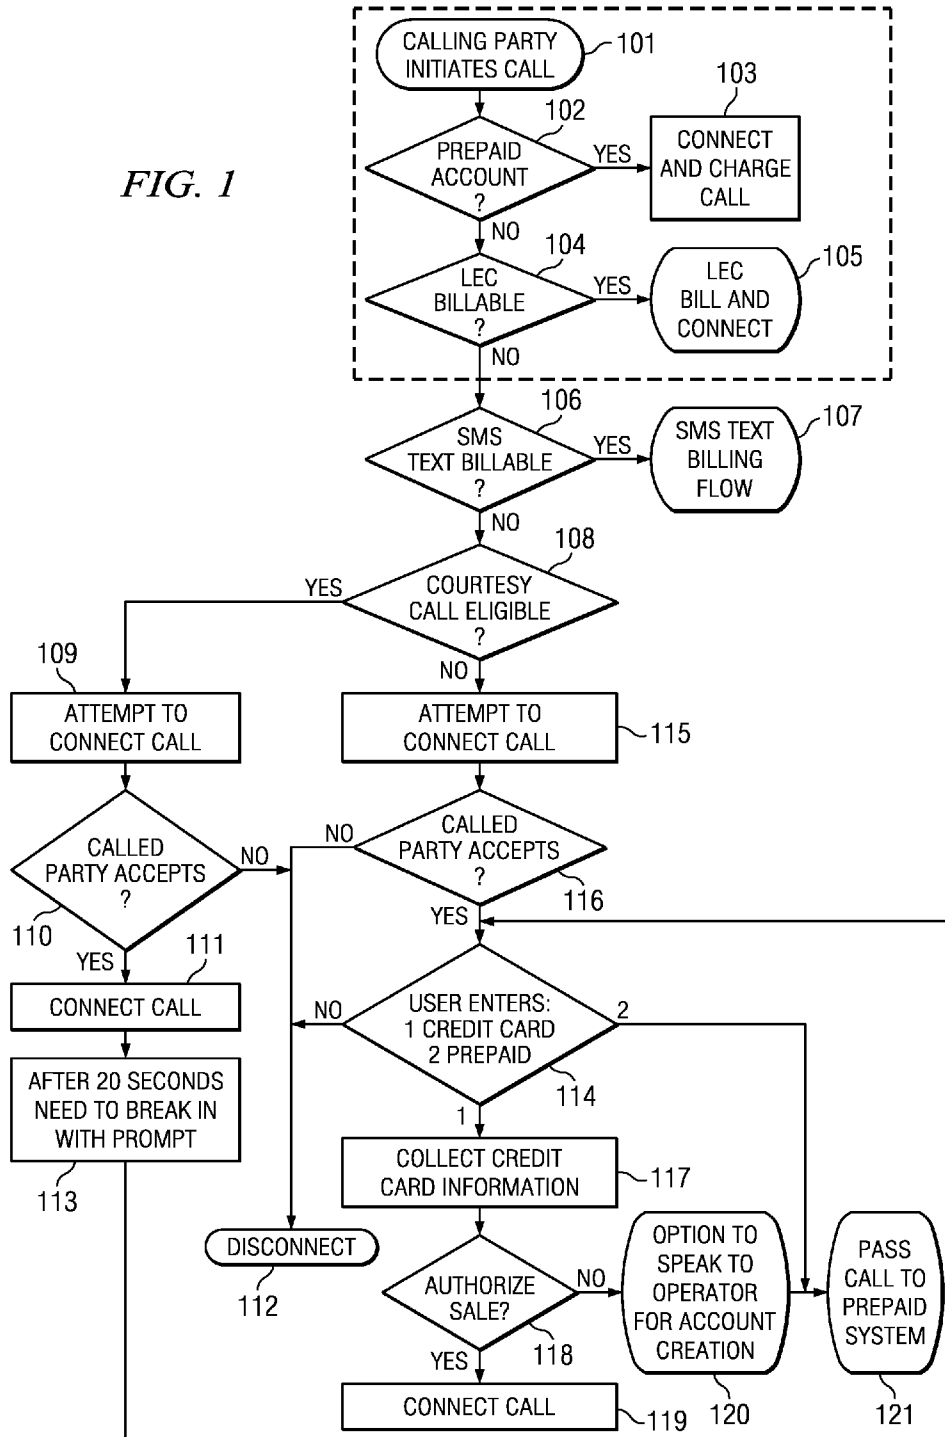 FIG. 1
CALLING PARTY
INITIATES CALL
101
102
PREPAID
ACCOUNT
?
YES
NO
103
CONNECT
AND CHARGE
CALL
104
LEC
BILLABLE
?
YES
NO
105
LEC
BILL AND
CONNECT
106
SMS
TEXT BILLABLE
?
YES
NO
107
SMS TEXT
BILLING
FLOW
108
COURTESY
CALL ELIGIBLE
?
YES
NO
109
ATTEMPT TO
CONNECT CALL
ATTEMPT TO
CONNECT CALL
115
CALLED
PARTY ACCEPTS
?
NO
110
YES
NO
CALLED
PARTY ACCEPTS
?
116
YES
111
CONNECT CALL
NO
USER ENTERS:
1 CREDIT CARD
2 PREPAID
2
114
1
AFTER 20 SECONDS
NEED TO BREAK IN
WITH PROMPT
113
COLLECT CREDIT
CARD INFORMATION
117
DISCONNECT
112
AUTHORIZE
SALE?
NO
118
YES
OPTION TO
SPEAK TO
OPERATOR
FOR ACCOUNT
CREATION
120
PASS
CALL TO
PREPAID
SYSTEM
121
CONNECT CALL
119